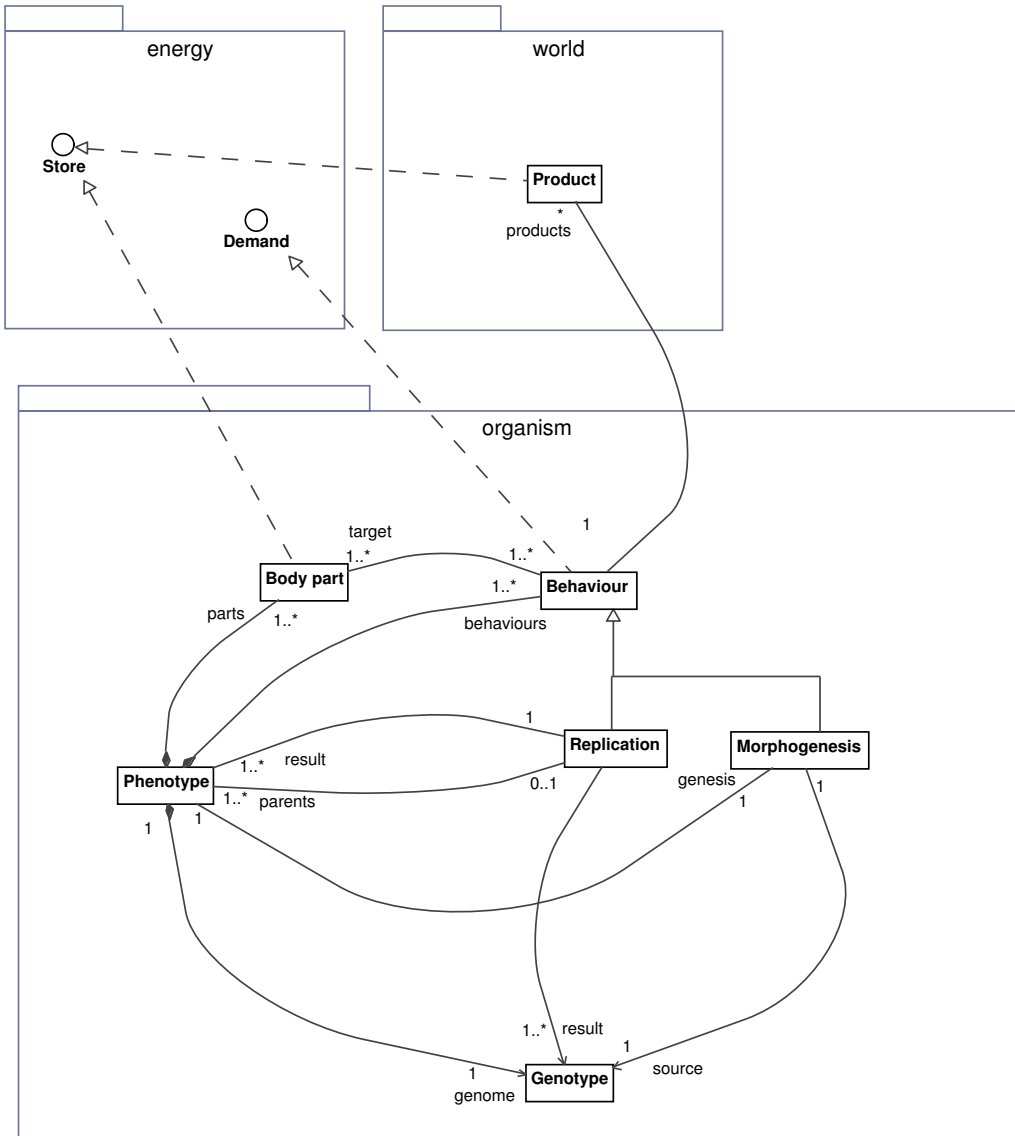 energy
world
Store
Product
*
products
Demand
organism
1
target
1..*
1..*
Body part
Behaviour
1..*
parts
1..*
behaviours
1
Replication
Morphogenesis
result
1..*
Phenotype
genesis
0..1
1..*
parents
1
1
1
1
1..*
result
1
source
1
Genotype
genome